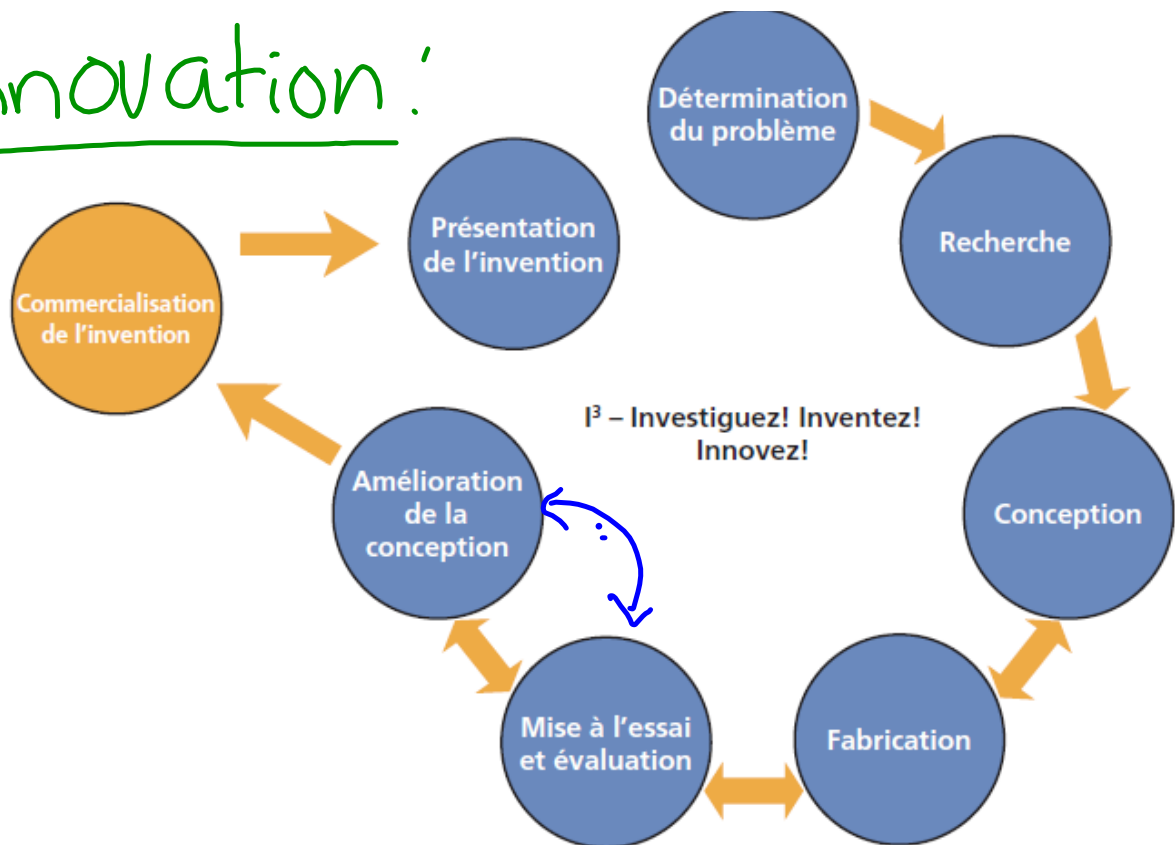 nnovation :
Détermination
du problème
Recherche
Conception
Fabrication
Mise à l'essai
et évaluation
Amélioration
de la
conception
Commercialisation
de l'invention
Présentation
de l'invention
I³ – Investiguez! Inventez!
Innovez!